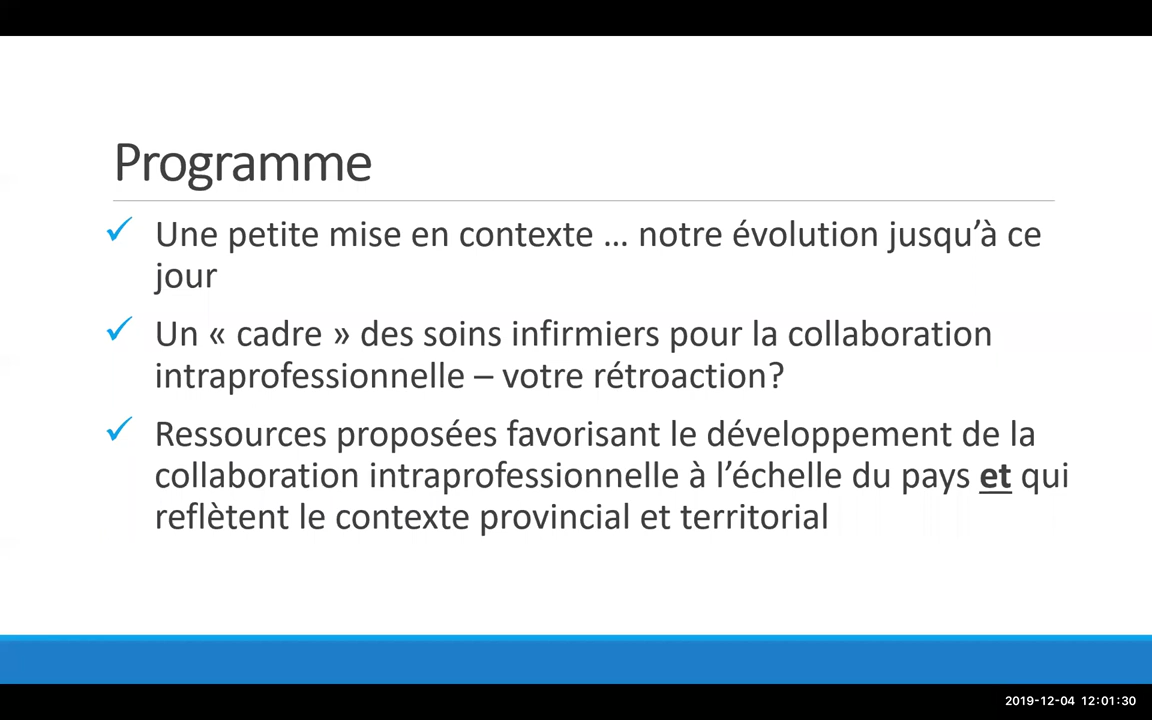 Programme
Une petite mise en contexte … notre évolution jusqu’à ce
jour
Un « cadre » des soins infirmiers pour la collaboration
intraprofessionnelle – votre rétroaction?
Ressources proposées favorisant le développement de la
collaboration intraprofessionnelle à l’échelle du pays et qui
reflètent le contexte provincial et territorial
2019-12-04 12:01:30